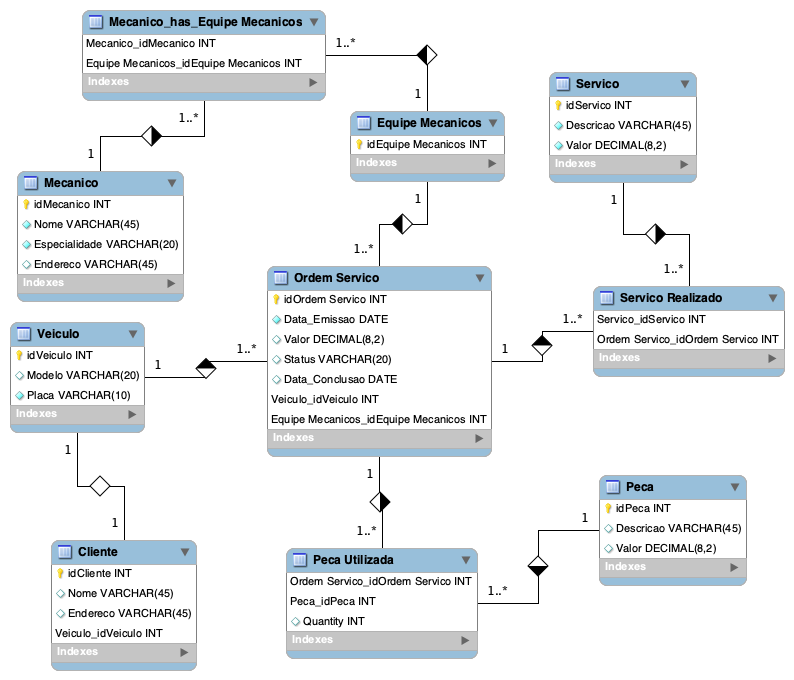 Mecanico_has_Equipe Mecanicos
Mecanico_idMecanico INT
Equipe Mecanicos_idEquipe Mecanicos INT
Indexes
1..*
1
1..*
1
Equipe Mecanicos
idEquipe Mecanicos INT
Indexes
1
1..*
Servico
idServico INT
Descricao VARCHAR(45)
Valor DECIMAL(8,2)
Indexes
1
1..*
Mecanico
idMecanico INT
Nome VARCHAR(45)
Especialidade VARCHAR(20)
Endereco VARCHAR(45)
Indexes
Ordem Servico
idOrdem Servico INT
Data_Emissao DATE
Valor DECIMAL(8,2)
Status VARCHAR(20)
Data_Conclusao DATE
Veiculo_idVeiculo INT
Equipe Mecanicos_idEquipe Mecanicos INT
Indexes
Servico Realizado
Servico_idServico INT
Ordem Servico_idOrdem Servico INT
Indexes
1
1..*
Veiculo
idVeiculo INT
Modelo VARCHAR(20)
Placa VARCHAR(10)
Indexes
1
1..*
1
1
Cliente
idCliente INT
Nome VARCHAR(45)
Endereco VARCHAR(45)
Veiculo_idVeiculo INT
Indexes
1
1..*
Peca Utilizada
Ordem Servico_idOrdem Servico INT
Peca_idPeca INT
Quantity INT
Indexes
1..*
1
Peca
idPeca INT
Descricao VARCHAR(45)
Valor DECIMAL(8,2)
Indexes